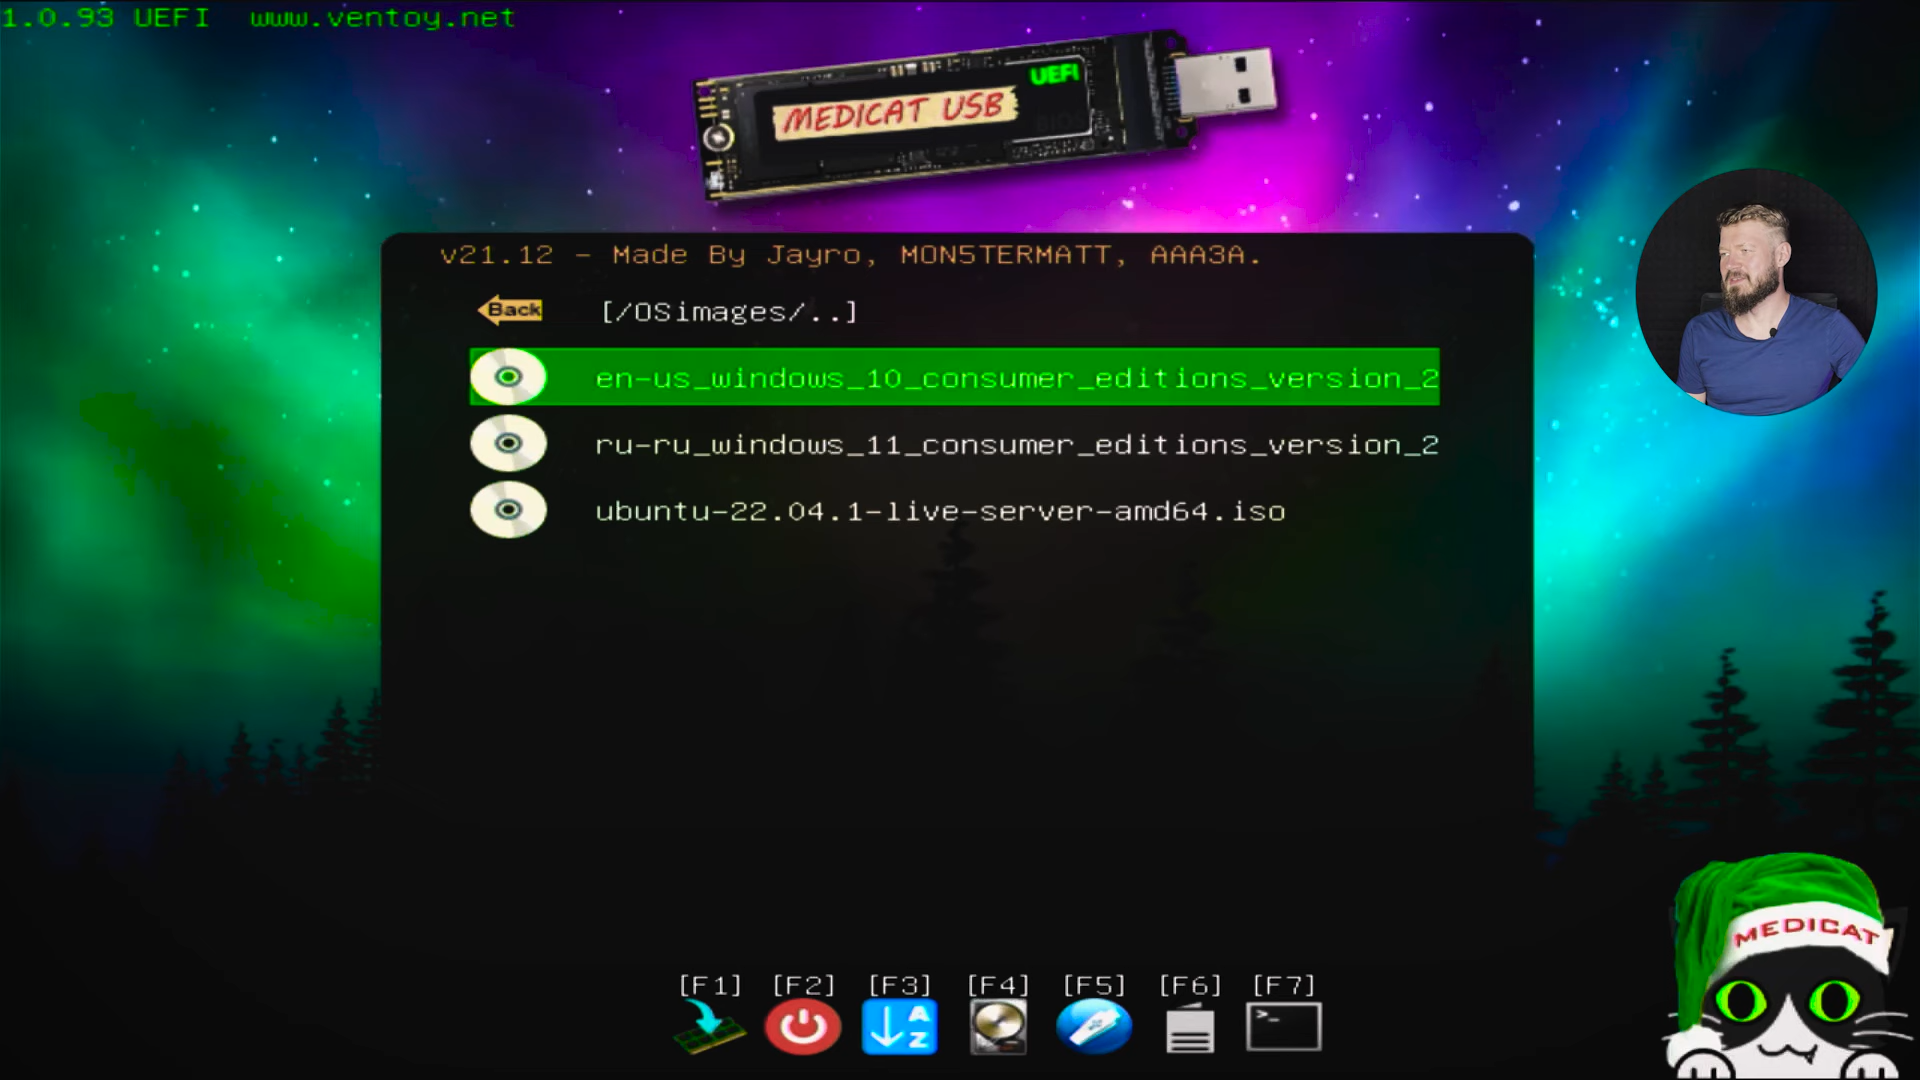 1.0.93 UEFI www.ventoy.net
UEFI
MEDICAT USB
v21.12 - Made By Jayro, MON5TERMATT, AAA3A.
Back [/OSimages/..]
en-us_windows_10_consumer_editions_version_2
ru-ru_windows_11_consumer_editions_version_2
ubuntu-22.04.1-live-server-amd64.iso
MEDICAT
[F1] [F2] [F3] [F4] [F5] [F6] [F7]
A
Z
>_